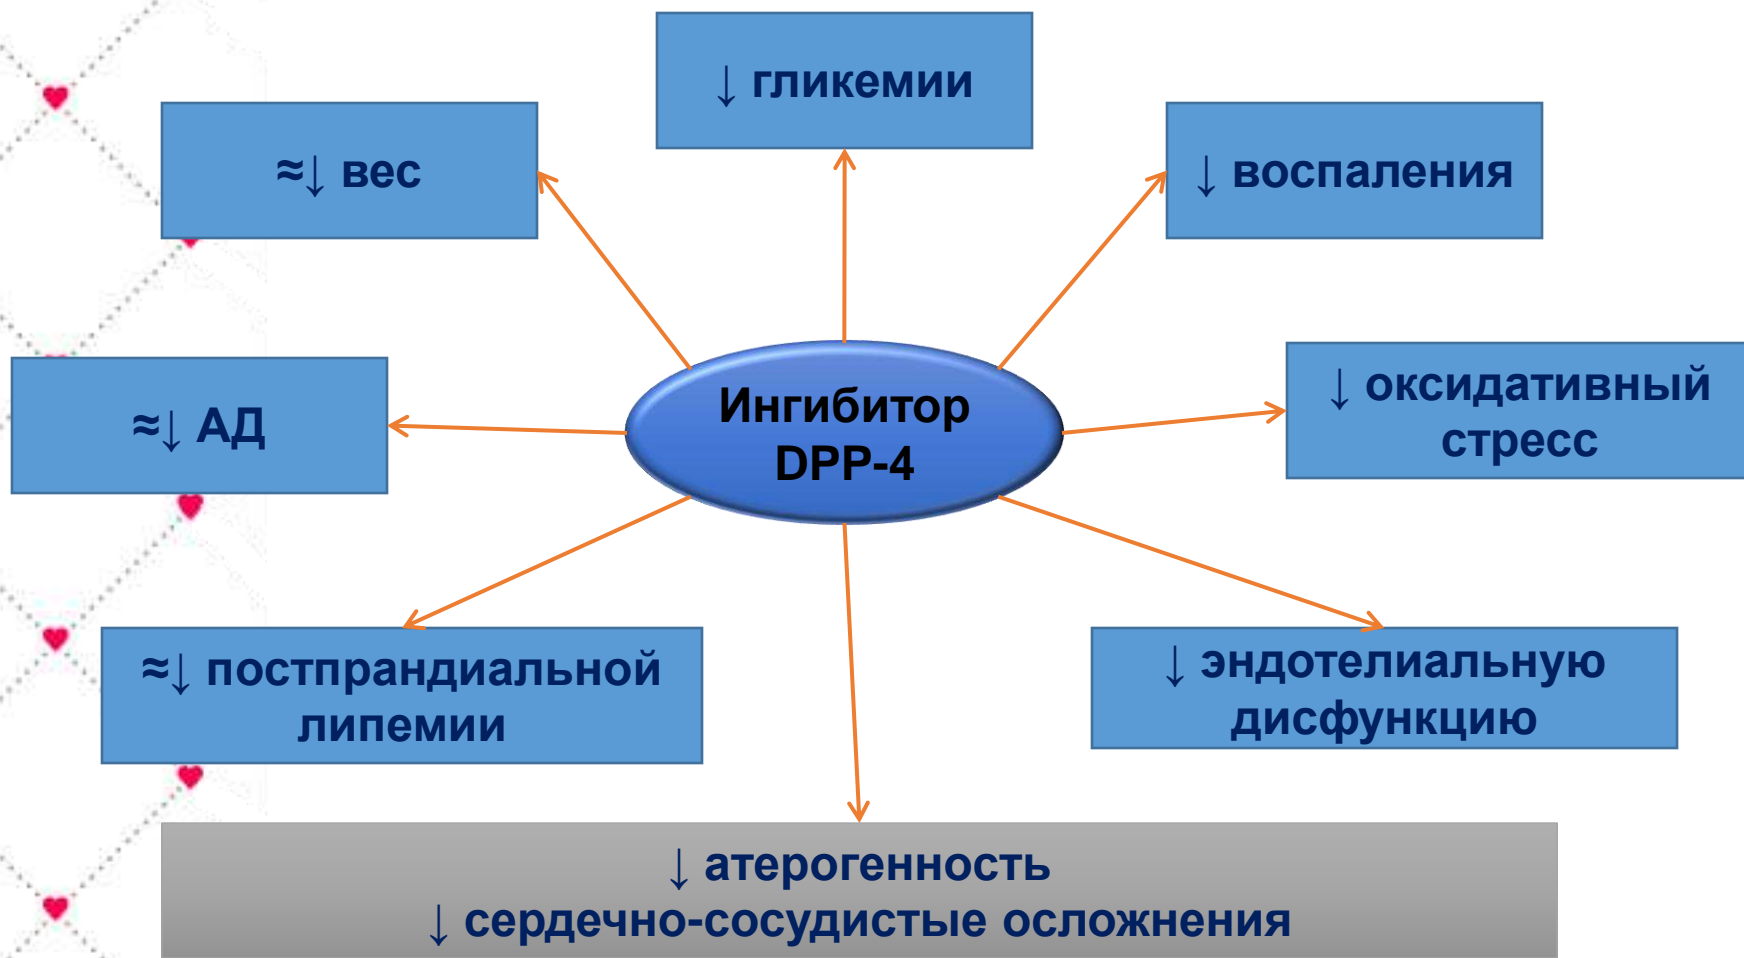 ↓ гликемии
≈↓ вес
↓ воспаления
↓ оксидативный
стресс
≈↓ АД
Ингибитор
DPP-4
≈↓ постпрандиальной
липемии
↓ эндотелиальную
дисфункцию
↓ атерогенность
↓ сердечно-сосудистые осложнения